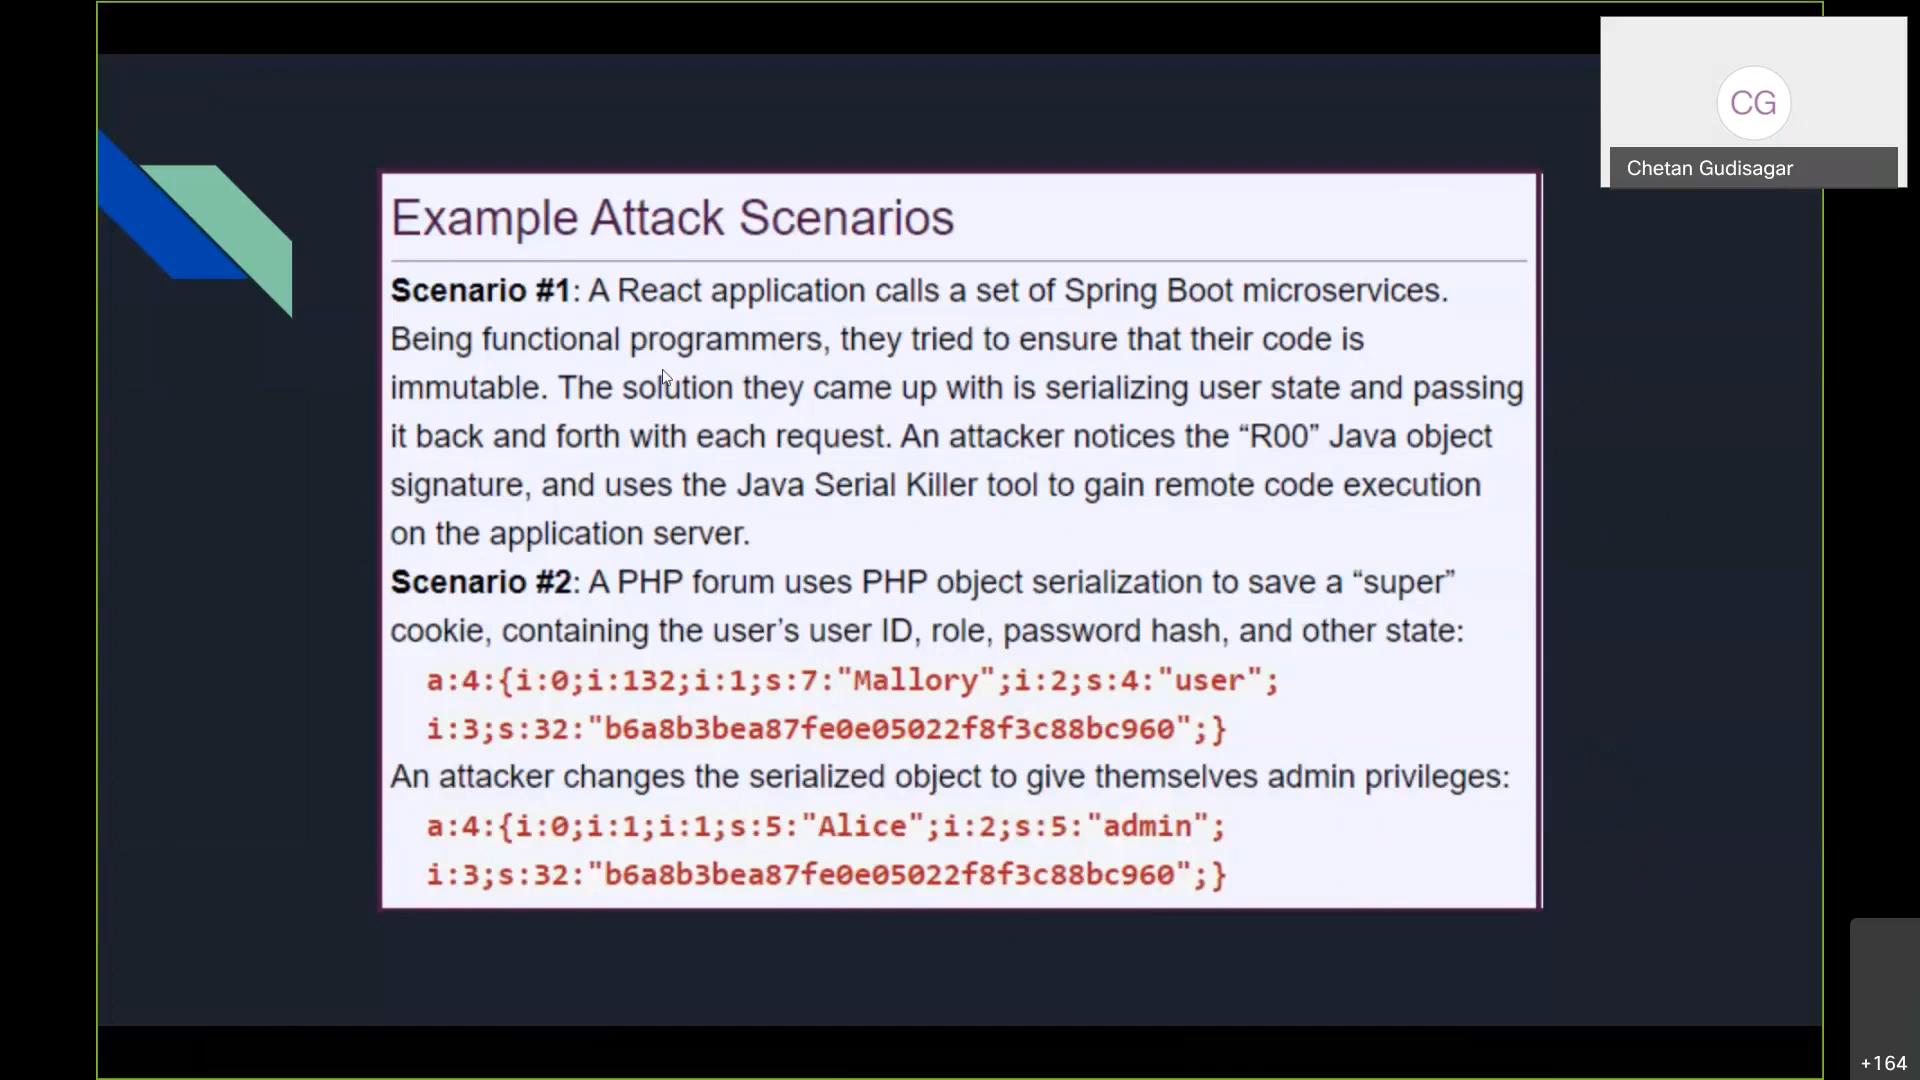 CG
Chetan Gudisagar
Example Attack Scenarios
Scenario #1: A React application calls a set of Spring Boot microservices.
Being functional programmers, they tried to ensure that their code is
immutable. The solution they came up with is serializing user state and passing
it back and forth with each request. An attacker notices the “R00” Java object
signature, and uses the Java Serial Killer tool to gain remote code execution
on the application server.
Scenario #2: A PHP forum uses PHP object serialization to save a “super”
cookie, containing the user’s user ID, role, password hash, and other state:
a:4:{i:0;i:132;i:1;s:7:"Mallory";i:2;s:4:"user";
i:3;s:32:"b6a8b3bea87fe0e05022f8f3c88bc960";}
An attacker changes the serialized object to give themselves admin privileges:
a:4:{i:0;i:1;i:1;s:5:"Alice";i:2;s:5:"admin";
i:3;s:32:"b6a8b3bea87fe0e05022f8f3c88bc960";}
+164